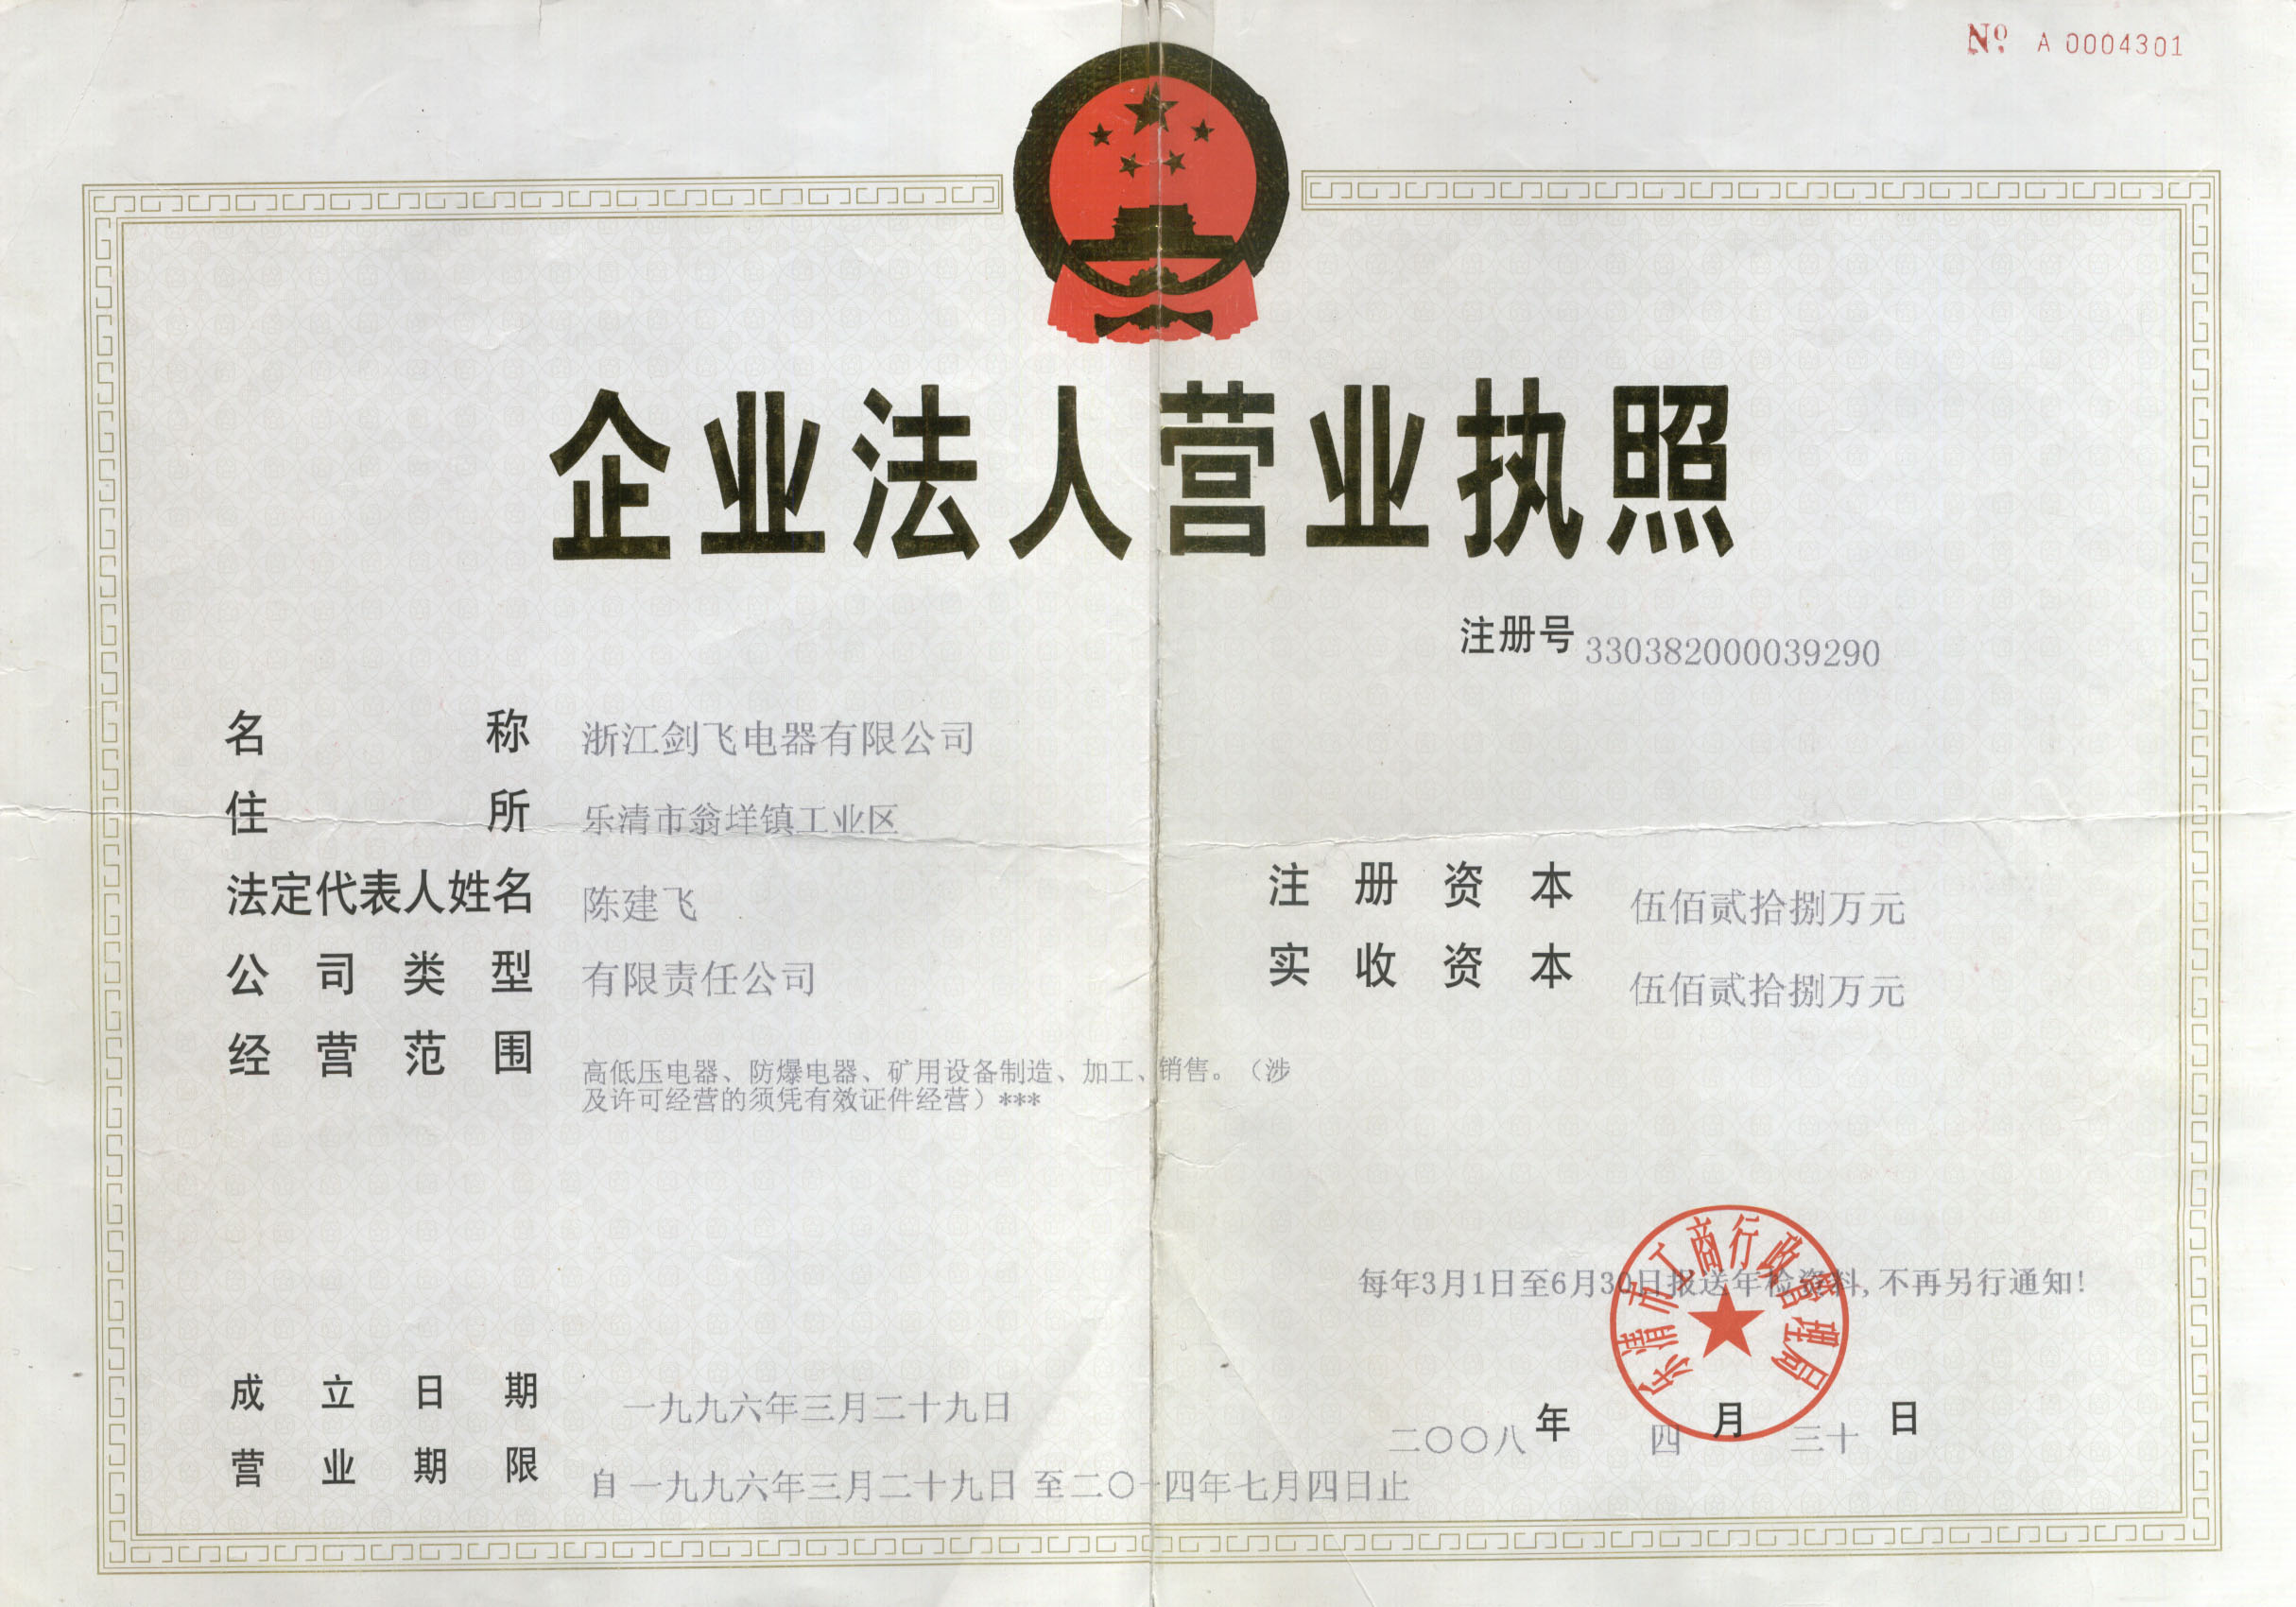 Nº A 0004301
企业法人营业执照
注册号 330382000039290
名称 浙江剑飞电器有限公司
住所 乐清市翁垟镇工业区
法定代表人姓名 陈建飞
注册资本 伍佰贰拾捌万元
公司类型 有限责任公司
实收资本 伍佰贰拾捌万元
经营范围 高低压电器、防爆电器、矿用设备制造、加工、销售。（涉
及许可经营的须凭有效证件经营）***
乐清市工商行政管理局
每年3月1日至6月30日报送年检资料,不再另行通知!
成立日期 一九九六年三月二十九日
二〇〇八年四月三十日
营业期限 自一九九六年三月二十九日至二〇一四年七月四日止